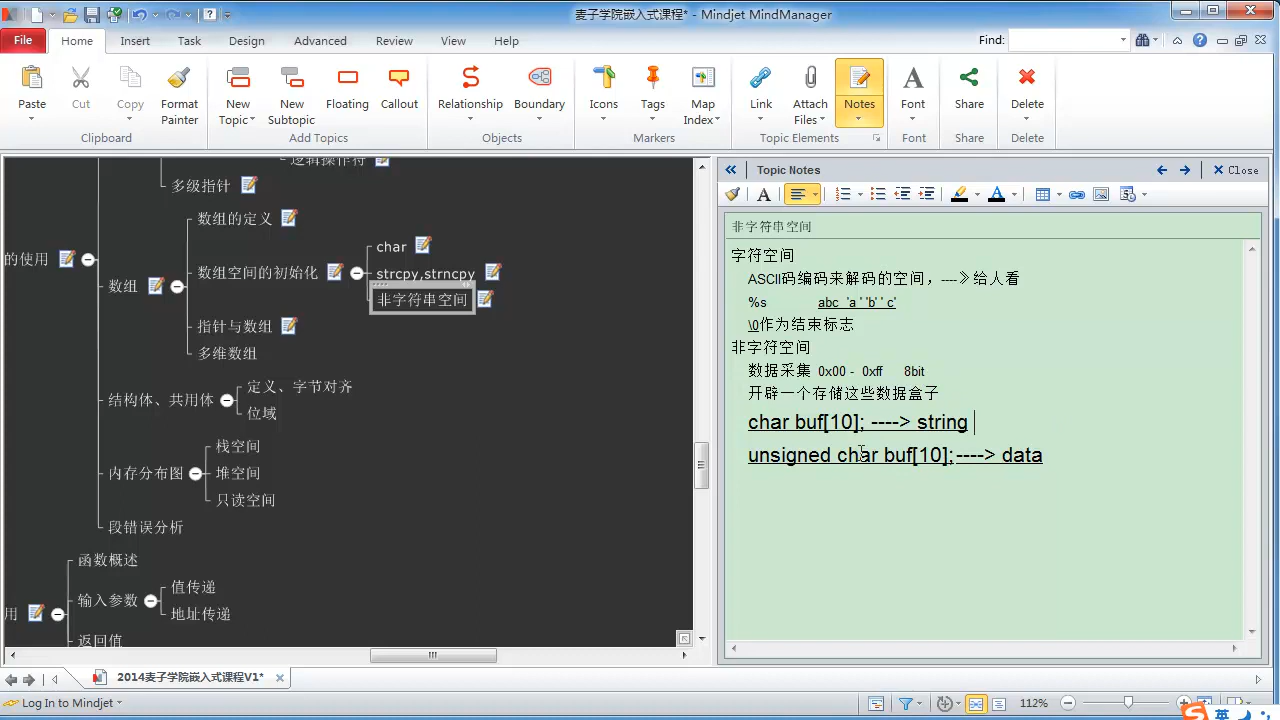 麦子学院嵌入式课程* - Mindjet MindManager
File Home Insert Task Design Advanced Review View Help Find:
Paste Cut Copy Format Painter New Topic New Subtopic Floating Callout Relationship Boundary Icons Tags Map Index Link Attach Files Notes Font Share Delete
Clipboard Add Topics Objects Markers Topic Elements Font Share Delete
逻辑操作符
多级指针
数组的定义
char
的使用
数组空间的初始化
strcpy,strncpy
数组
非字符串空间
指针与数组
多维数组
结构体、共用体
定义、字节对齐
位域
栈空间
内存分布图
堆空间
只读空间
段错误分析
函数概述
值传递
用
输入参数
地址传递
返回值
Topic Notes Close
非字符串空间
字符空间
ASCII码编码来解码的空间，----》给人看
%s abc 'a ' 'b' ' c'
\0作为结束标志
非字符空间
数据采集 0x00 - 0xff 8bit
开辟一个存储这些数据盒子
char buf[10]; ----> string
unsigned char buf[10];----> data
2014麦子学院嵌入式课程V1*
Log In to Mindjet 112%
英